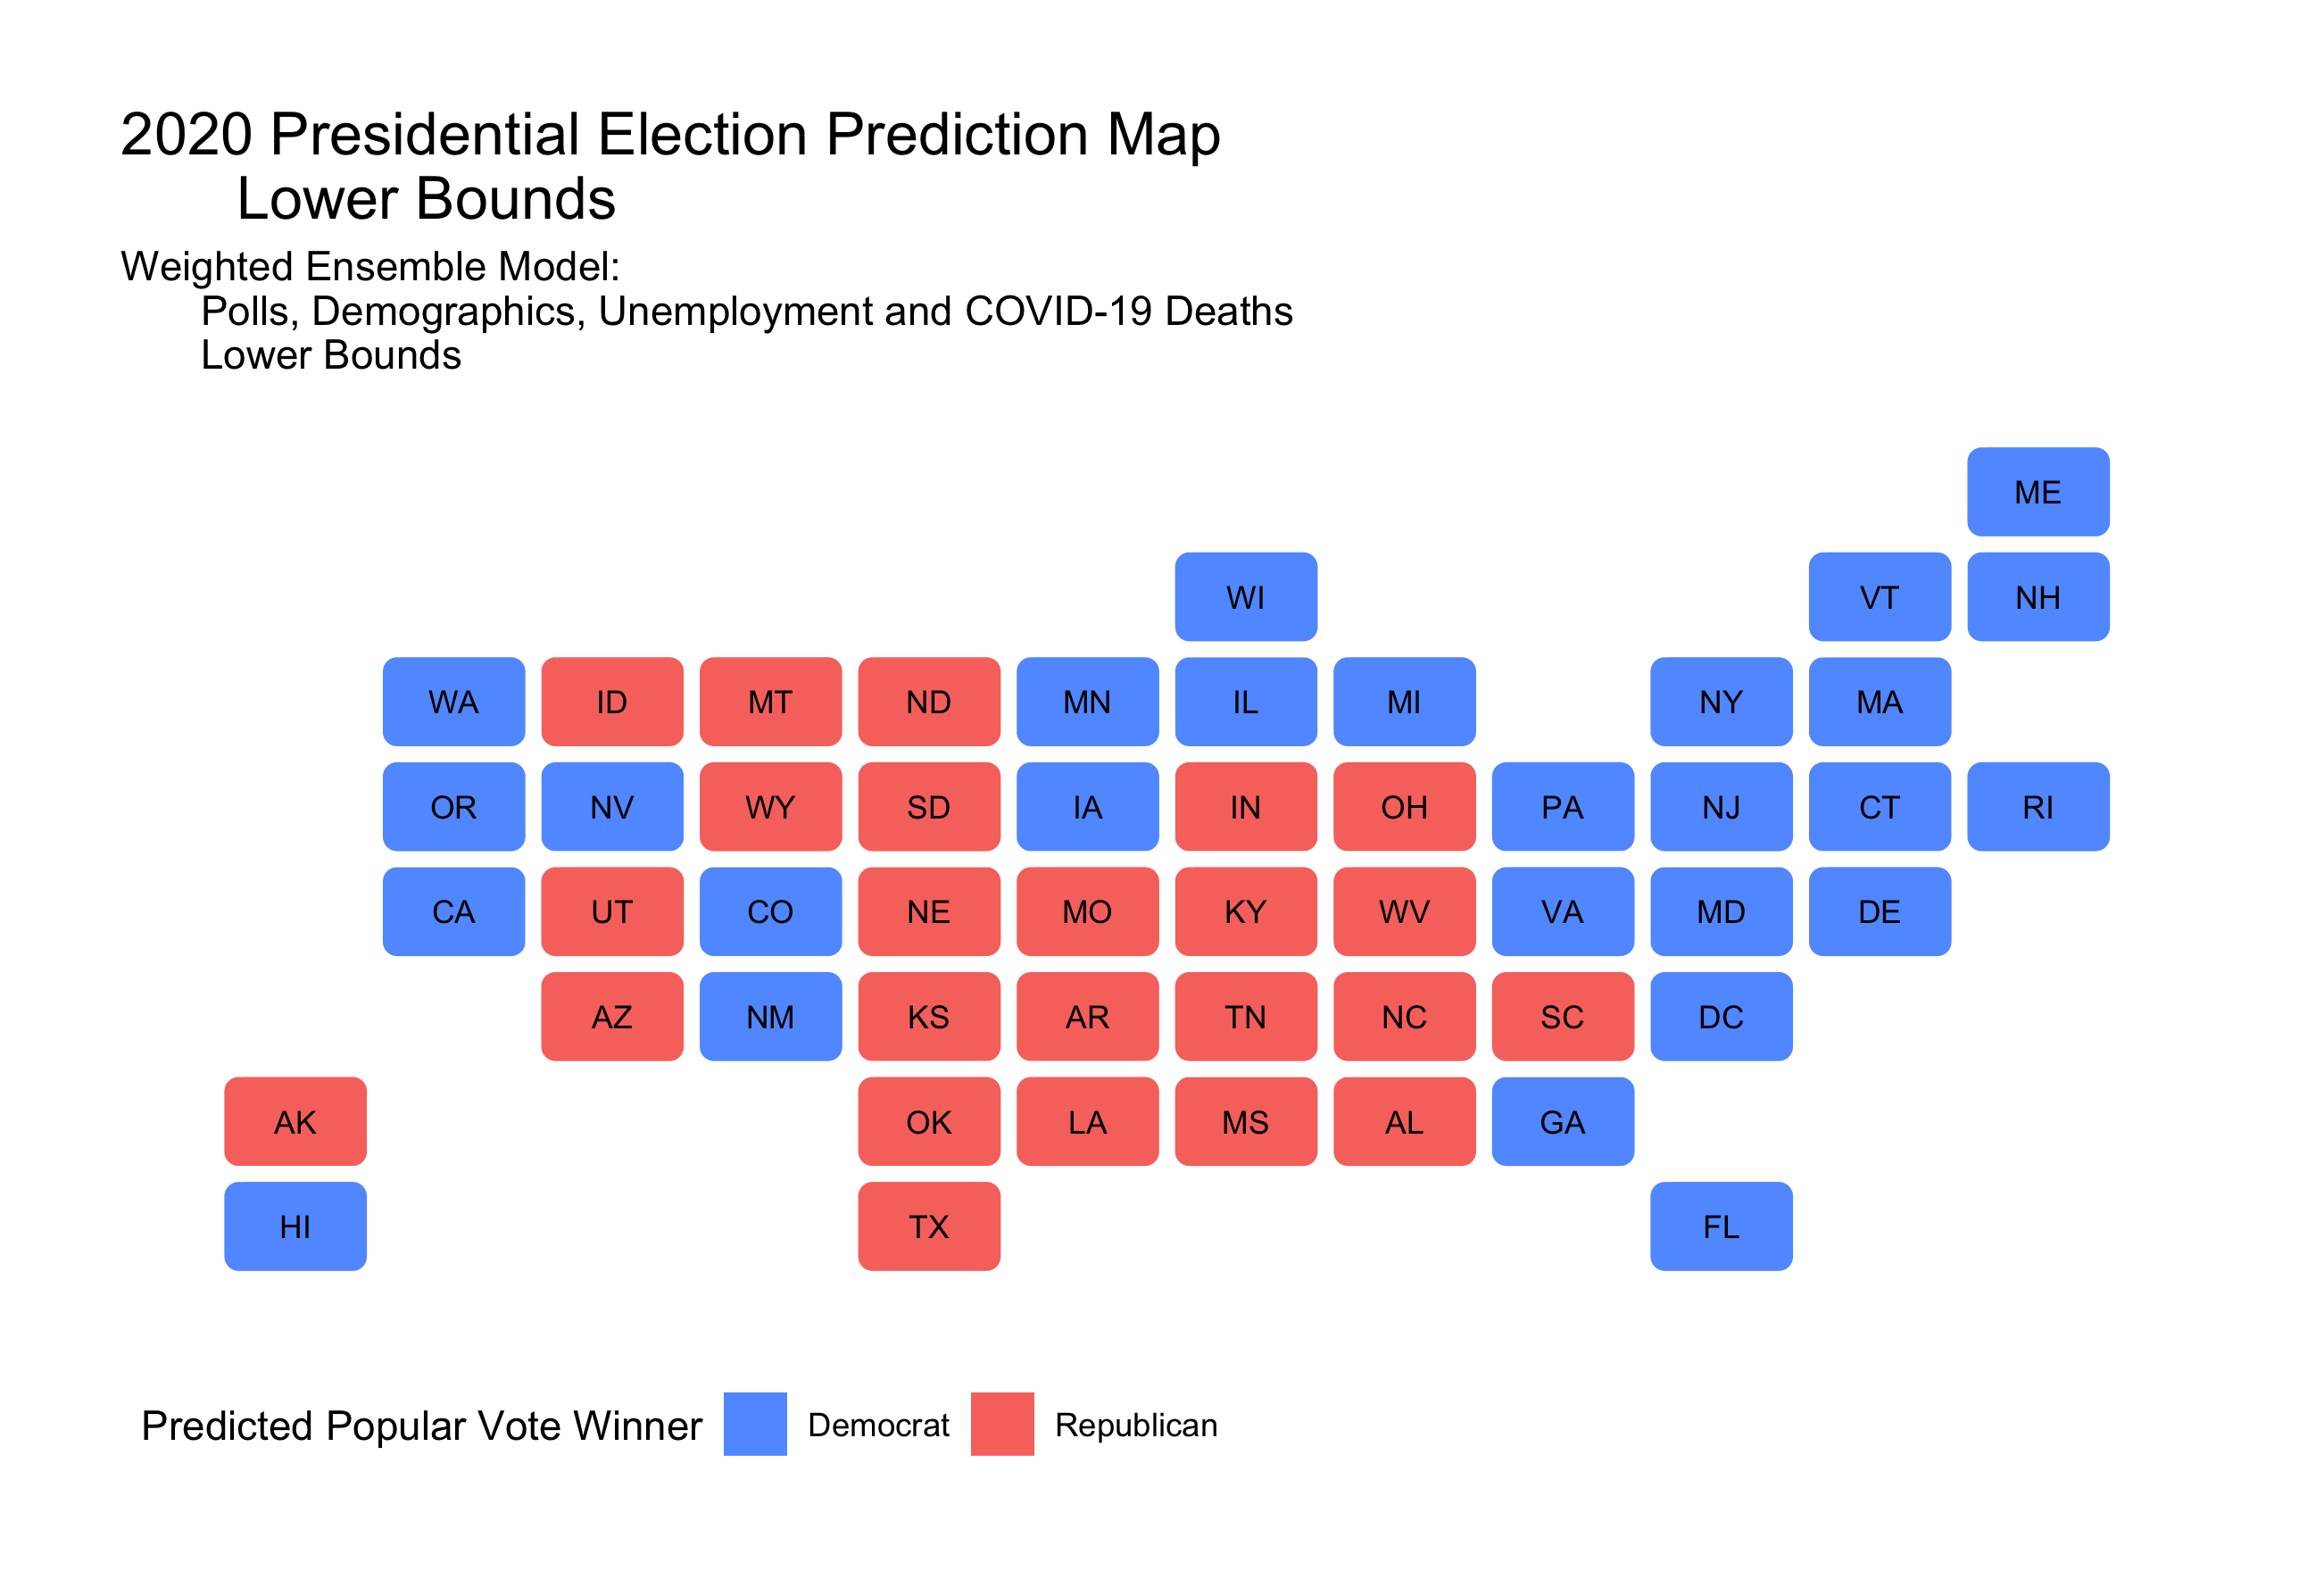 2020 Presidential Election Prediction Map
Lower Bounds
Weighted Ensemble Model:
Polls, Demographics, Unemployment and COVID-19 Deaths
Lower Bounds
ME
WI VT NH
WA ID MT ND MN IL MI NY MA
OR NV WY SD IA IN OH PA NJ CT RI
CA UT CO NE MO KY WV VA MD DE
AZ NM KS AR TN NC SC DC
AK OK LA MS AL GA
HI TX FL
Predicted Popular Vote Winner Democrat Republican